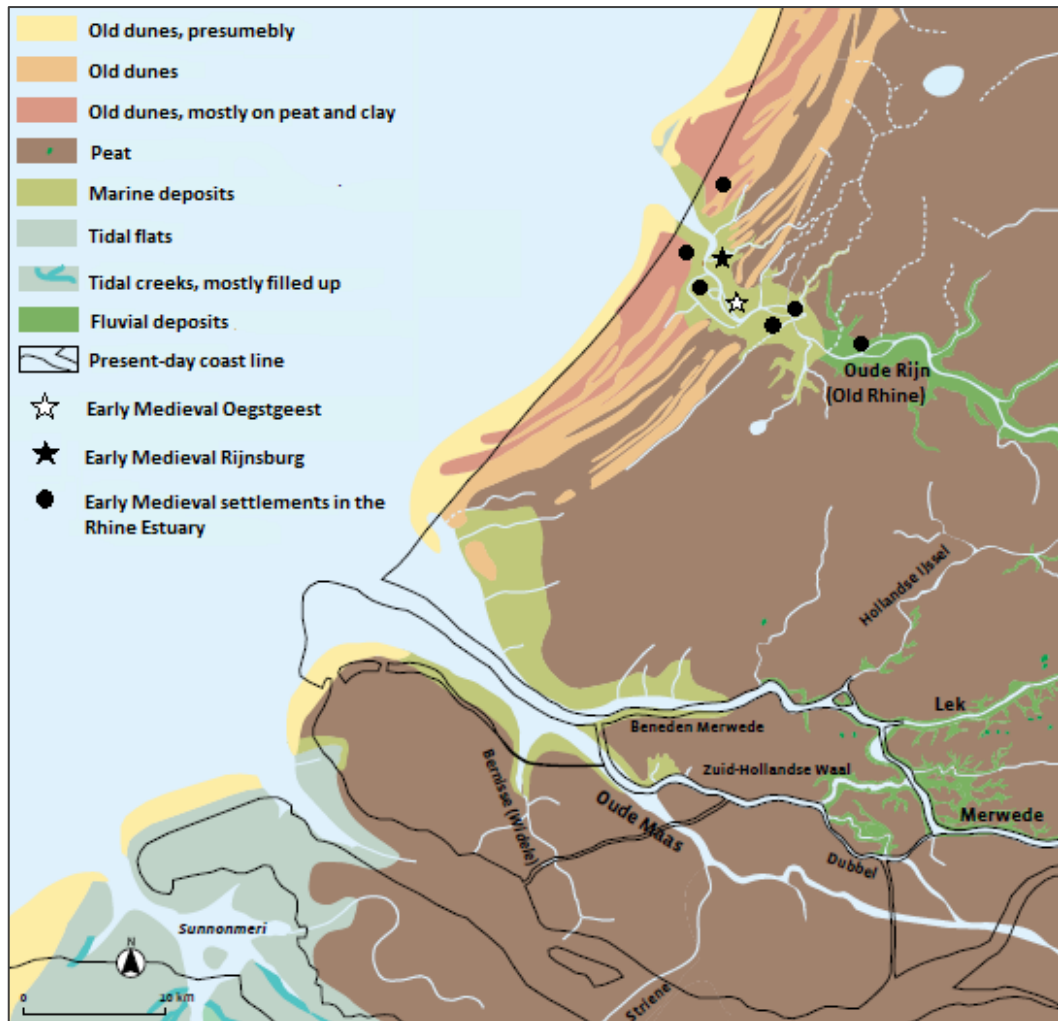 Old dunes, presumebly
Old dunes
Old dunes, mostly on peat and clay
Peat
Marine deposits
Tidal flats
Tidal creeks, mostly filled up
Fluvial deposits
Present-day coast line
Early Medieval Oegstgeest
Early Medieval Rijnsburg
Early Medieval settlements in the
Rhine Estuary
Oude Rijn
(Old Rhine)
Hollandse IJssel
Lek
Beneden Merwede
Zuid-Hollandse Waal
Merwede
Bernisse (Widele)
Oude Maas
Dubbel
Sunnonmeri
Striene
N
0
10 km